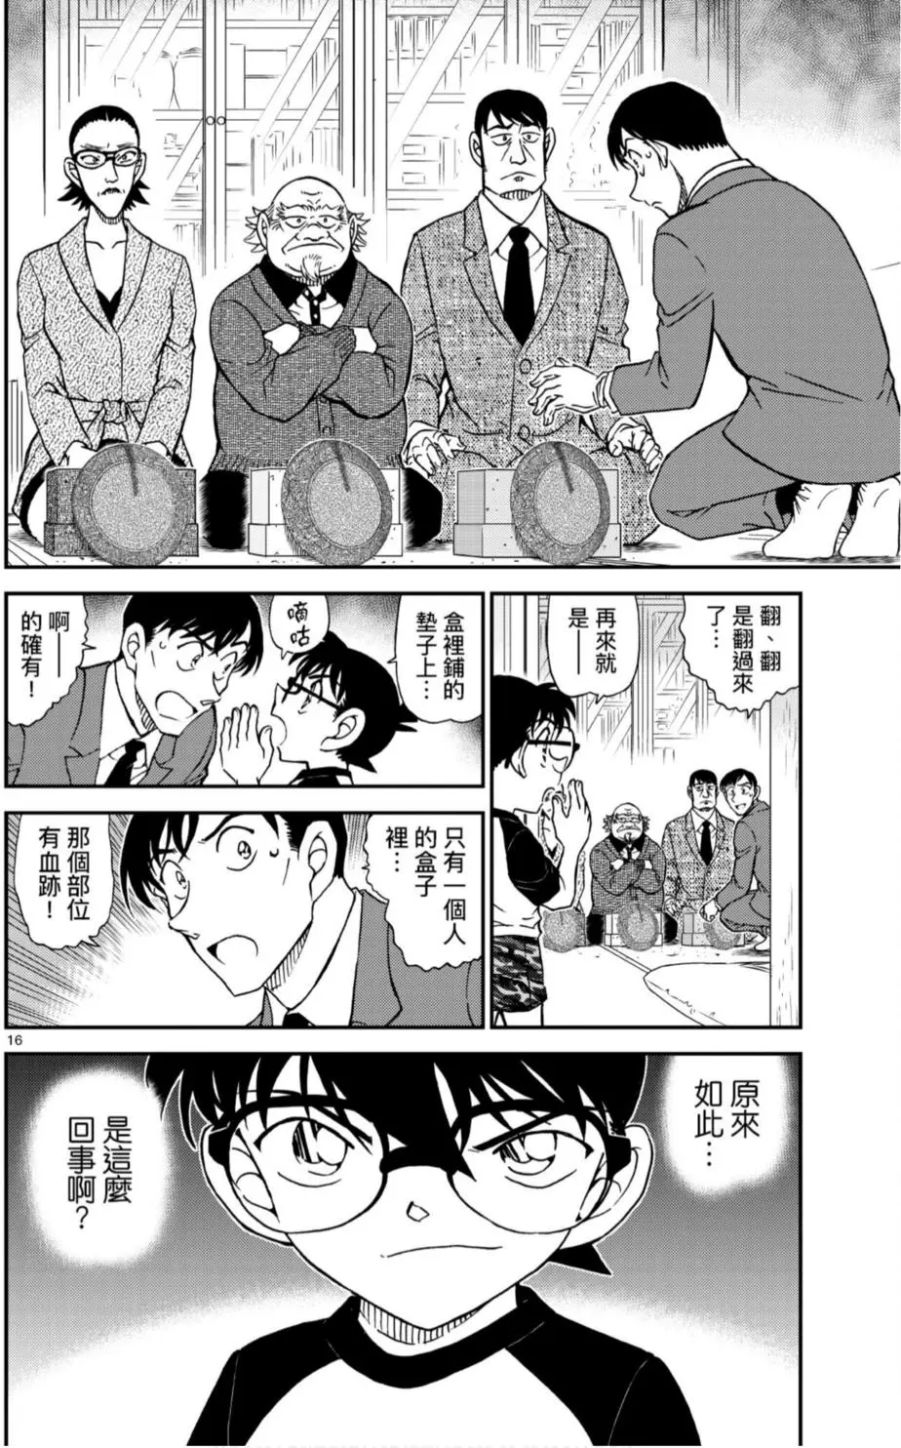 翻、翻
是翻過來
了…
再來就
是——
盒裡鋪的
墊子上…
嘀咕
啊——
的確有！
只有一個人
的盒子
裡…
那個部位
有血跡！
16
原來
如此…
是這麼
回事啊？